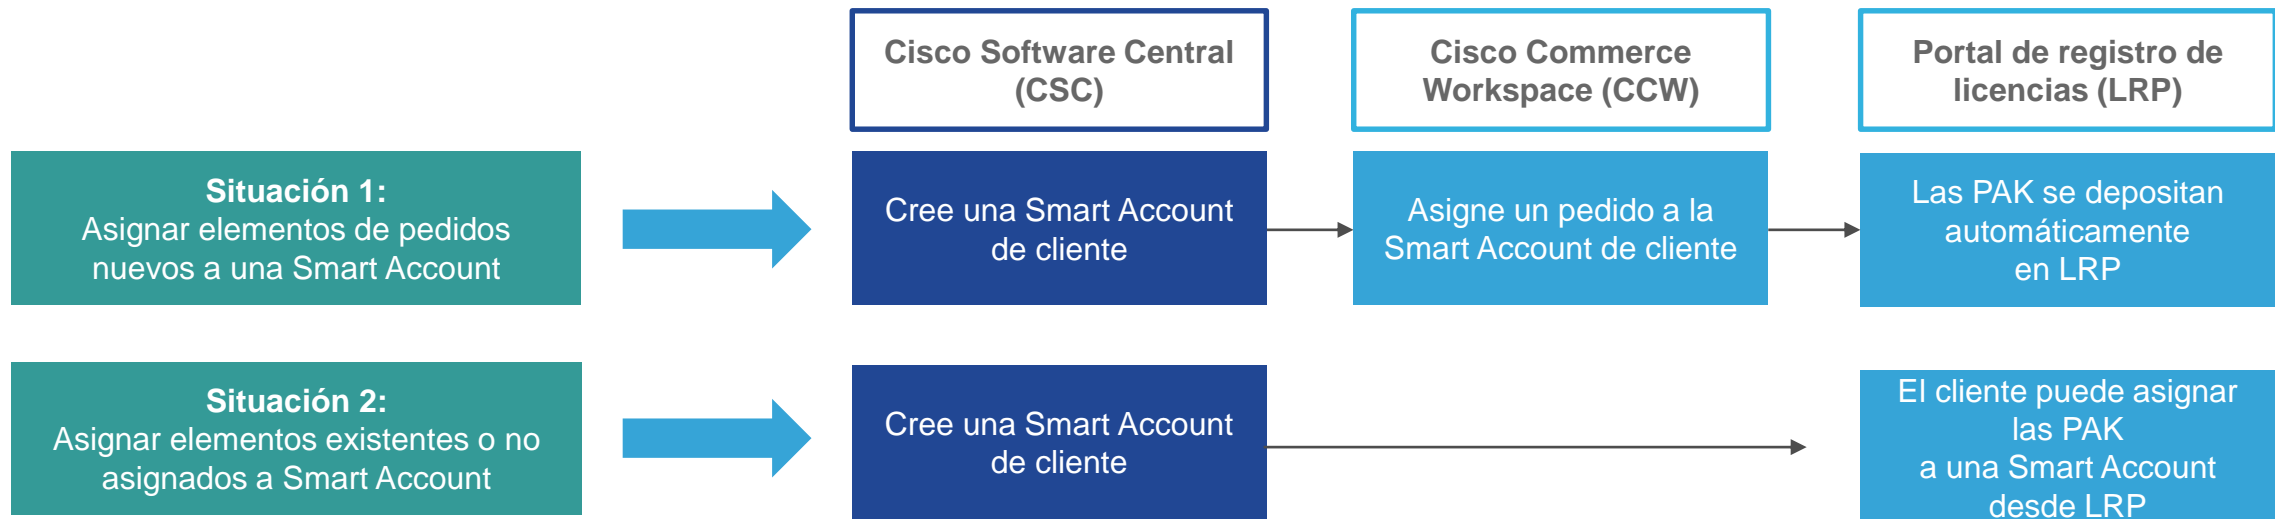 Cisco Software Central
(CSC)
Cisco Commerce
Workspace (CCW)
Portal de registro de
licencias (LRP)
Situación 1:
Asignar elementos de pedidos
nuevos a una Smart Account
Cree una Smart Account
de cliente
Asigne un pedido a la
Smart Account de cliente
Las PAK se depositan
automáticamente
en LRP
Situación 2:
Asignar elementos existentes o no
asignados a Smart Account
Cree una Smart Account
de cliente
El cliente puede asignar
las PAK
a una Smart Account
desde LRP